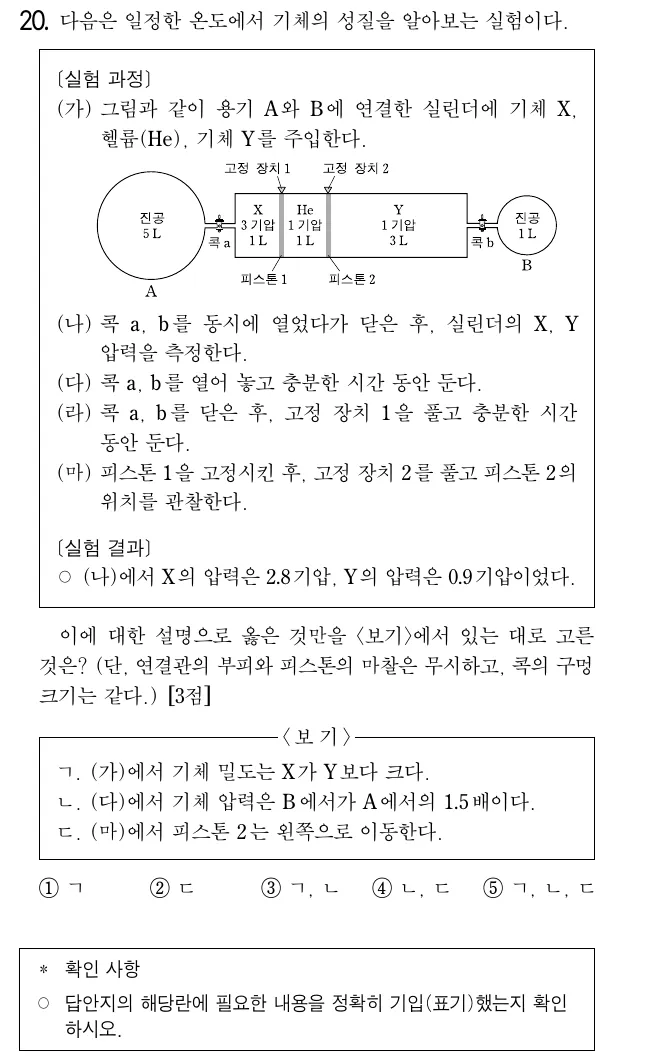 20. 다음은 일정한 온도에서 기체의 성질을 알아보는 실험이다.
〔실험 과정〕
(가) 그림과 같이 용기 A와 B에 연결한 실린더에 기체 X,
헬륨(He), 기체 Y를 주입한다.
고정 장치 1 고정 장치 2
진공
5 L
콕 a
X
3 기압
1 L
He
1 기압
1 L
Y
1 기압
3 L
콕 b
진공
1 L
A
피스톤 1 피스톤 2
B
(나) 콕 a, b를 동시에 열었다가 닫은 후, 실린더의 X, Y
압력을 측정한다.
(다) 콕 a, b를 열어 놓고 충분한 시간 동안 둔다.
(라) 콕 a, b를 닫은 후, 고정 장치 1을 풀고 충분한 시간
동안 둔다.
(마) 피스톤 1을 고정시킨 후, 고정 장치 2를 풀고 피스톤 2의
위치를 관찰한다.
〔실험 결과〕
○ (나)에서 X의 압력은 2.8기압, Y의 압력은 0.9기압이었다.
이에 대한 설명으로 옳은 것만을 〈보기〉에서 있는 대로 고른
것은? (단, 연결관의 부피와 피스톤의 마찰은 무시하고, 콕의 구멍
크기는 같다.) [3점]
〈보 기〉
ㄱ. (가)에서 기체 밀도는 X가 Y보다 크다.
ㄴ. (다)에서 기체 압력은 B에서가 A에서의 1.5배이다.
ㄷ. (마)에서 피스톤 2는 왼쪽으로 이동한다.
① ㄱ ② ㄷ ③ ㄱ, ㄴ ④ ㄴ, ㄷ ⑤ ㄱ, ㄴ, ㄷ
* 확인 사항
○ 답안지의 해당란에 필요한 내용을 정확히 기입(표기)했는지 확인
하시오.